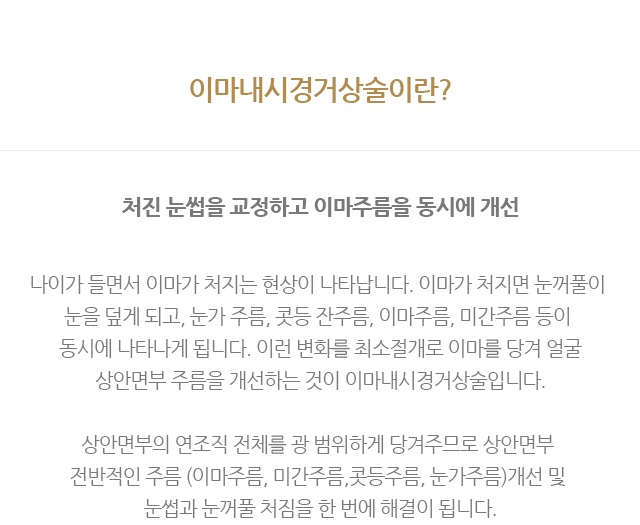 이마내시경거상술이란?
처진 눈썹을 교정하고 이마주름을 동시에 개선
나이가 들면서 이마가 처지는 현상이 나타납니다. 이마가 처지면 눈꺼풀이
눈을 덮게 되고, 눈가 주름, 콧등 잔주름, 이마주름, 미간주름 등이
동시에 나타나게 됩니다. 이런 변화를 최소절개로 이마를 당겨 얼굴
상안면부 주름을 개선하는 것이 이마내시경거상술입니다.
상안면부의 연조직 전체를 광 범위하게 당겨주므로 상안면부
전반적인 주름 (이마주름, 미간주름,콧등주름, 눈가주름)개선 및
눈썹과 눈꺼풀 처짐을 한 번에 해결이 됩니다.